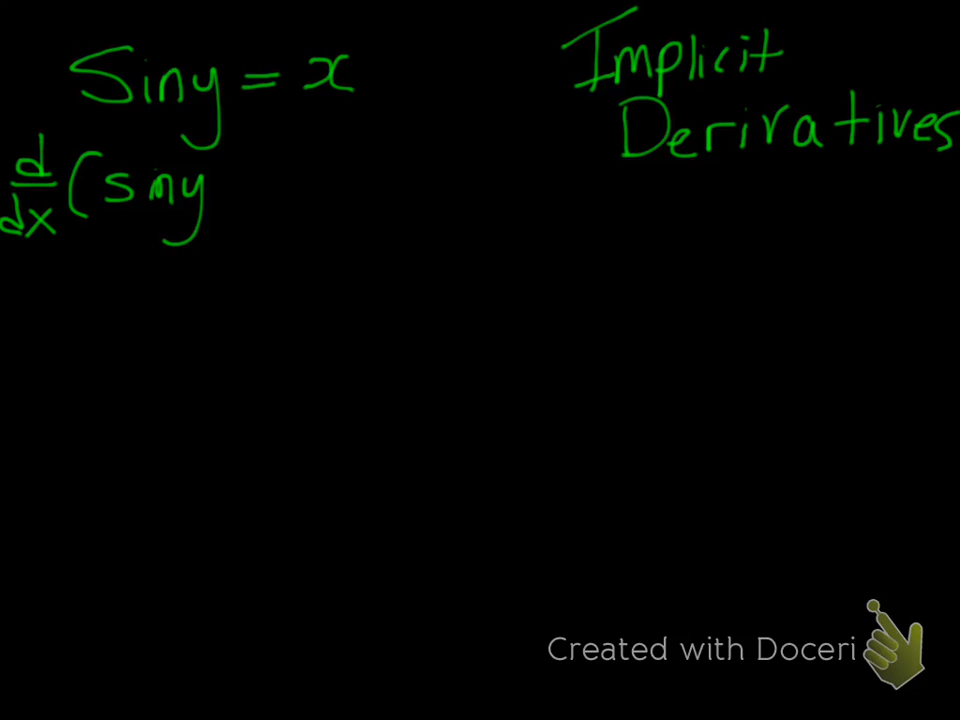 Siny = x
Implicit
Derivatives
d/dx (siny
Created with Doceri